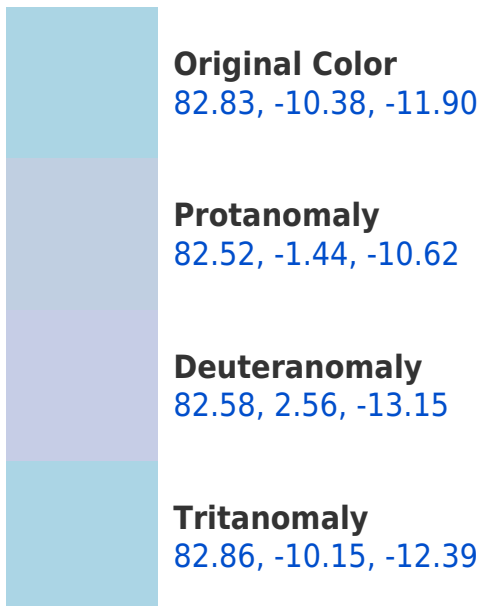 Original Color
82.83, -10.38, -11.90
Protanomaly
82.52, -1.44, -10.62
Deuteranomaly
82.58, 2.56, -13.15
Tritanomaly
82.86, -10.15, -12.39